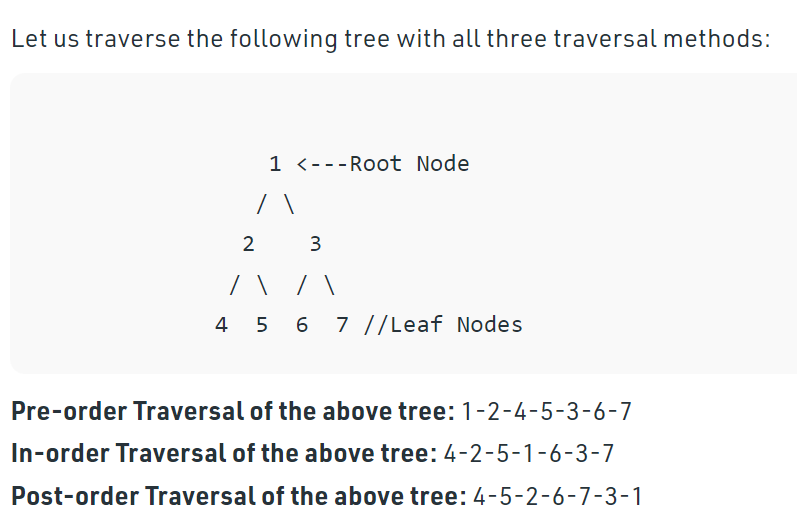 Let us traverse the following tree with all three traversal methods:
1 <---Root Node
/ \
2 3
/ \ / \
4 5 6 7 //Leaf Nodes
Pre-order Traversal of the above tree: 1-2-4-5-3-6-7
In-order Traversal of the above tree: 4-2-5-1-6-3-7
Post-order Traversal of the above tree: 4-5-2-6-7-3-1